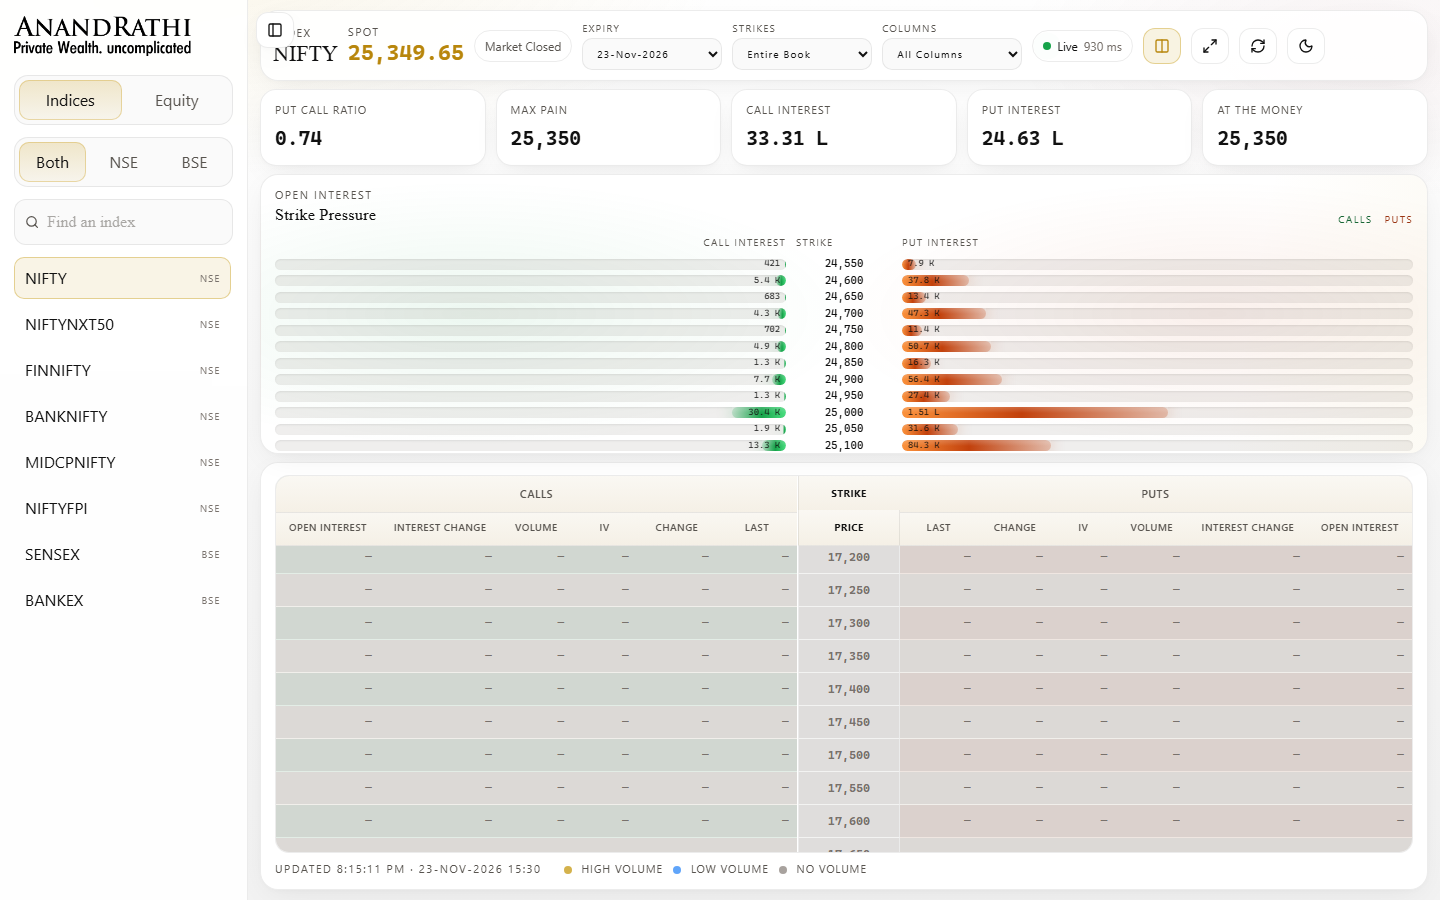 ANANDRATHI
Private Wealth. uncomplicated
Indices Equity
Both NSE BSE
Find an index
NIFTY NSE
NIFTYNXT50 NSE
FINNIFTY NSE
BANKNIFTY NSE
MIDCPNIFTY NSE
NIFTYFPI NSE
SENSEX BSE
BANKEX BSE
NIFTY
SPOT
25,349.65
Market Closed
EXPIRY
23-Nov-2026
STRIKES
Entire Book
COLUMNS
All Columns
Live 930 ms
PUT CALL RATIO
0.74
MAX PAIN
25,350
CALL INTEREST
33.31 L
PUT INTEREST
24.63 L
AT THE MONEY
25,350
OPEN INTEREST
Strike Pressure
CALLS PUTS
CALL INTEREST STRIKE PUT INTEREST
421 24,550 7.9 K
5.4 K 24,600 37.8 K
683 24,650 13.4 K
4.3 K 24,700 47.3 K
702 24,750 11.4 K
4.9 K 24,800 50.7 K
1.3 K 24,850 16.3 K
7.7 K 24,900 56.4 K
1.3 K 24,950 27.4 K
30.4 K 25,000 1.51 L
1.9 K 25,050 31.6 K
13.3 K 25,100 84.3 K
CALLS STRIKE PUTS
OPEN INTEREST INTEREST CHANGE VOLUME IV CHANGE LAST PRICE LAST CHANGE IV VOLUME INTEREST CHANGE OPEN INTEREST
— — — — — — 17,200 — — — — — —
— — — — — — 17,250 — — — — — —
— — — — — — 17,300 — — — — — —
— — — — — — 17,350 — — — — — —
— — — — — — 17,400 — — — — — —
— — — — — — 17,450 — — — — — —
— — — — — — 17,500 — — — — — —
— — — — — — 17,550 — — — — — —
— — — — — — 17,600 — — — — — —
UPDATED 8:15:11 PM · 23-NOV-2026 15:30 HIGH VOLUME LOW VOLUME NO VOLUME